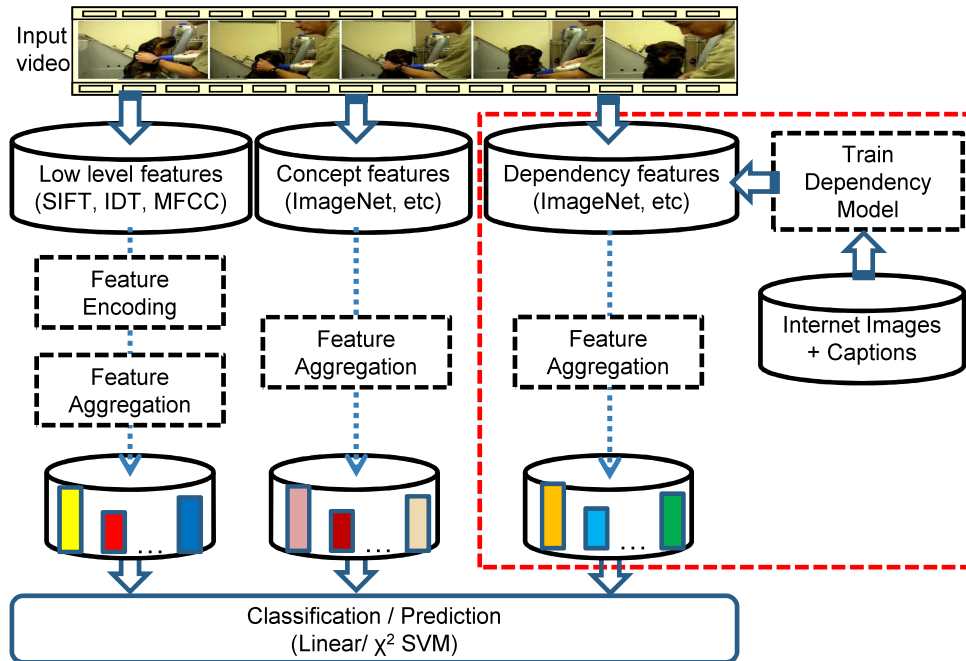 Input
video
Low level features
(SIFT, IDT, MFCC)
Concept features
(ImageNet, etc)
Dependency features
(ImageNet, etc)
Train
Dependency
Model
Feature
Encoding
Feature
Aggregation
Feature
Aggregation
Feature
Aggregation
Internet Images
+ Captions
...
...
...
Classification / Prediction
(Linear/ χ² SVM)